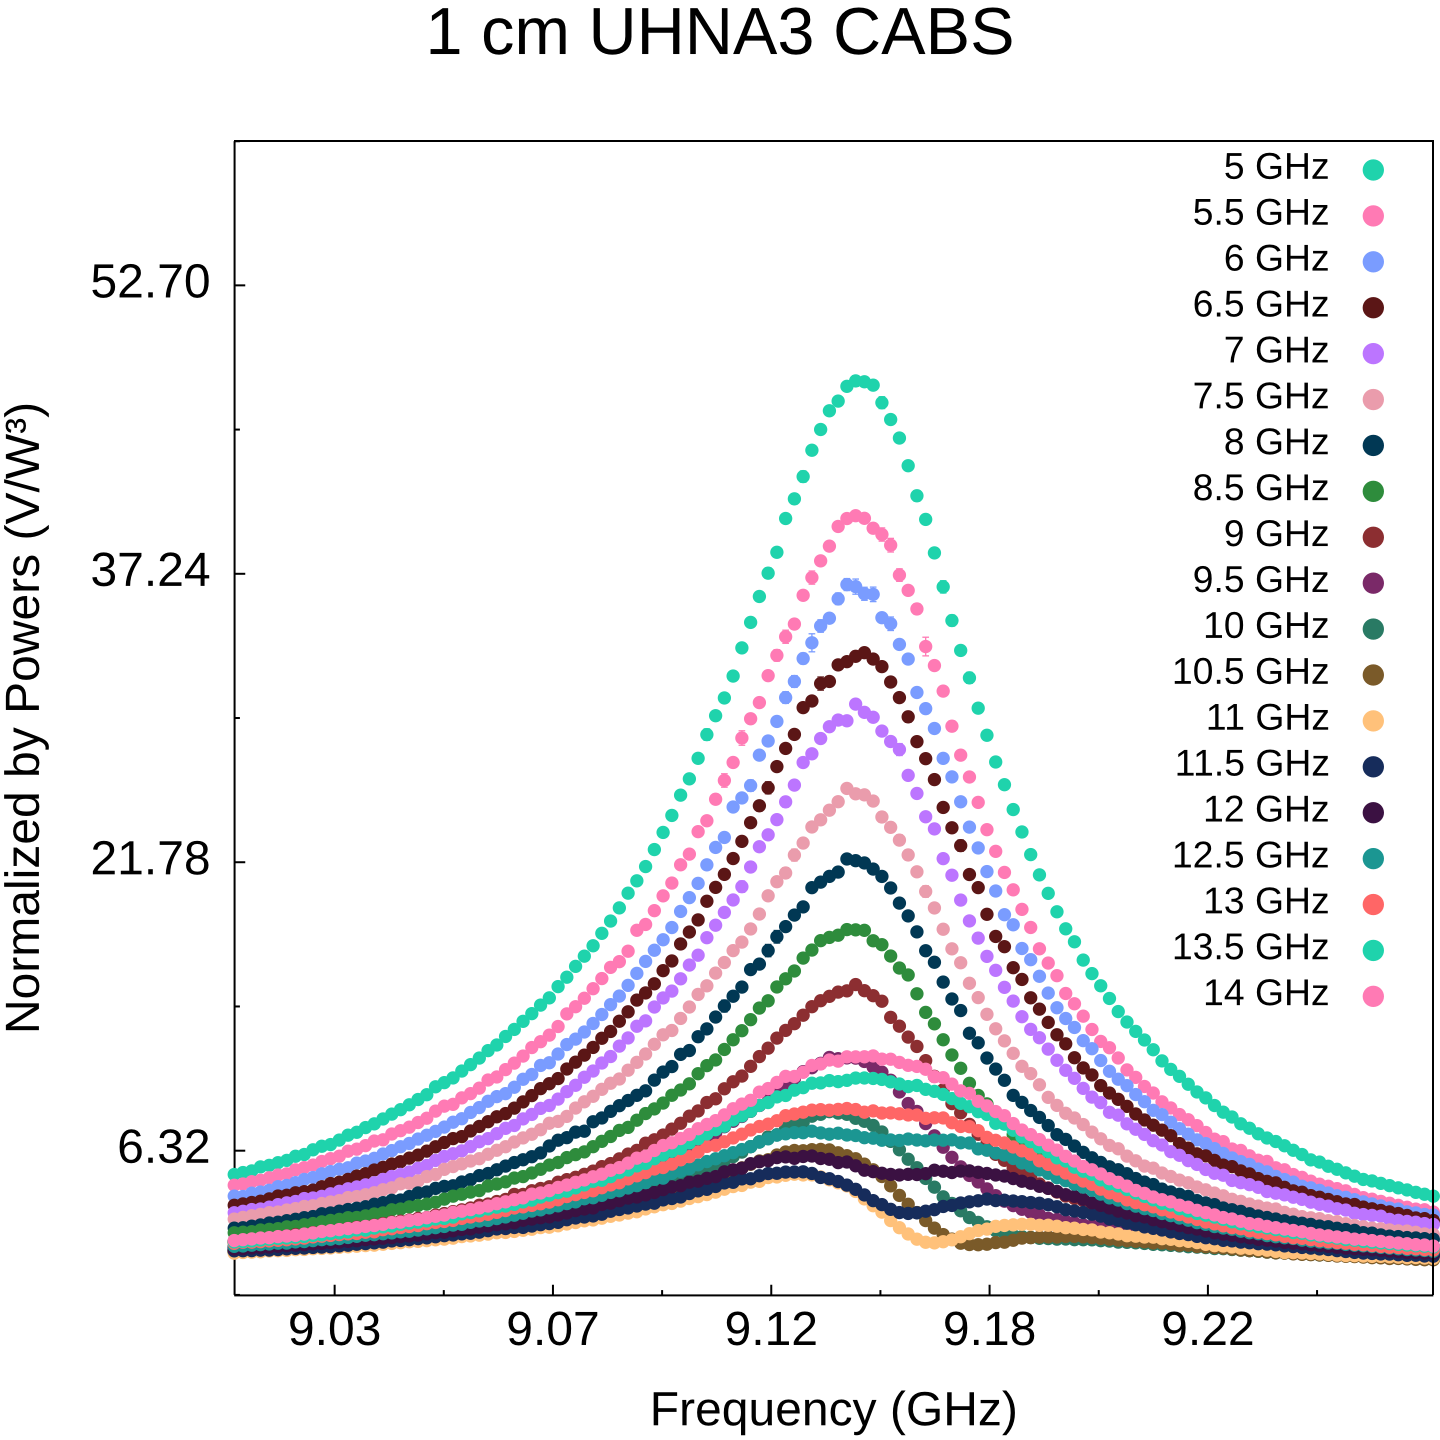 1 cm UHNA3 CABS
5 GHz
5.5 GHz
6 GHz
6.5 GHz
7 GHz
7.5 GHz
8 GHz
8.5 GHz
9 GHz
9.5 GHz
10 GHz
10.5 GHz
11 GHz
11.5 GHz
12 GHz
12.5 GHz
13 GHz
13.5 GHz
14 GHz
52.70
37.24
21.78
6.32
Normalized by Powers (V/W³)
9.03 9.07 9.12 9.18 9.22
Frequency (GHz)